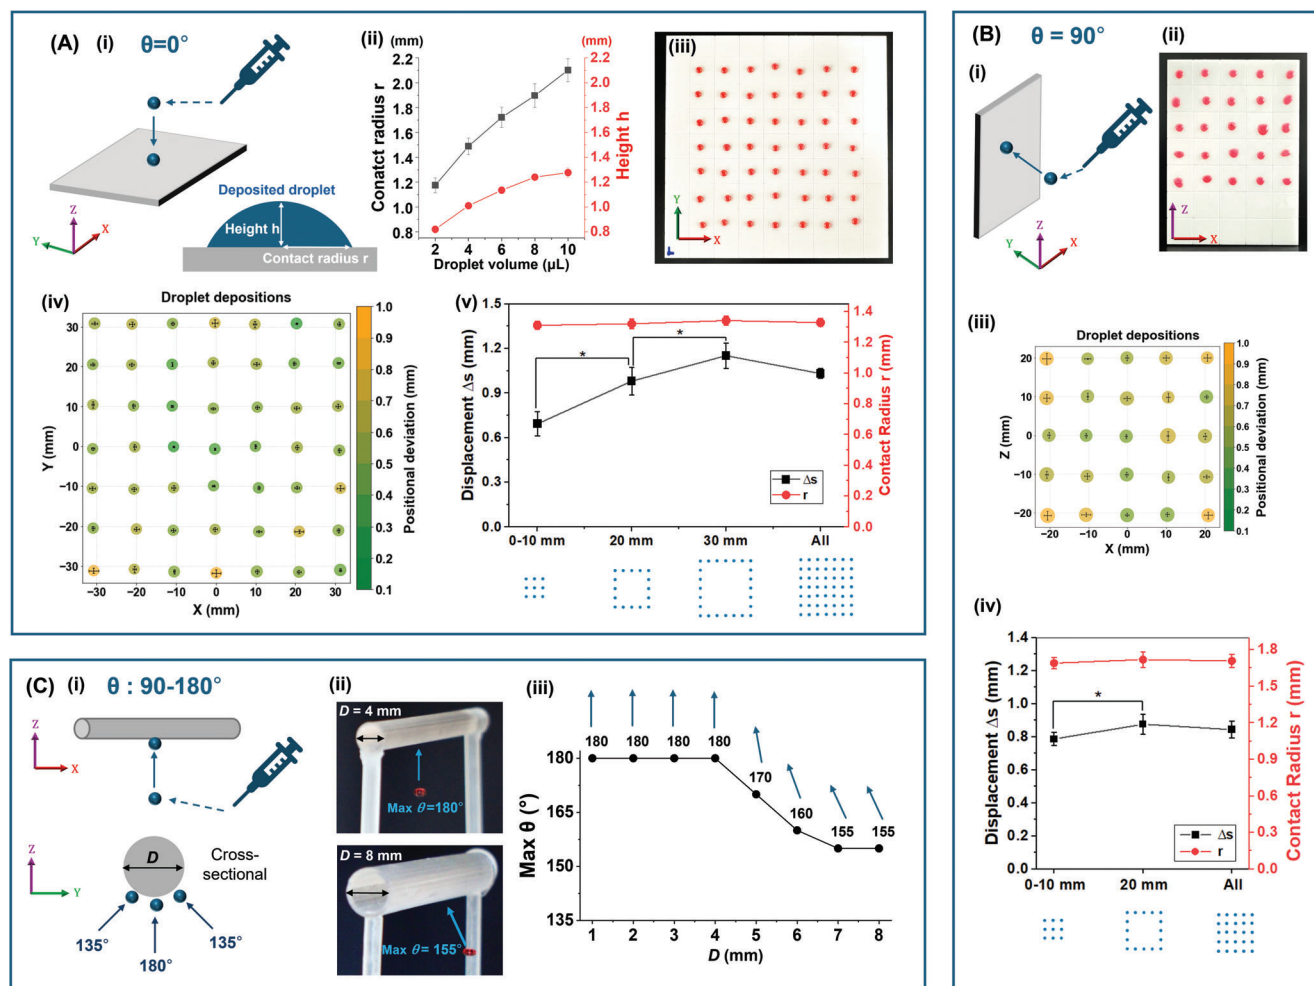 (A)
(i)
θ=0°
Z
Y
X
Deposited droplet
Height h
Contact radius r
(ii)
(mm)
(mm)
Conatct radius r
2.2
2.0
1.8
1.6
1.4
1.2
1.0
0.8
2.2
2.0
1.8
1.6
1.4
1.2
1.0
0.8
Height h
2 4 6 8 10
Droplet volume (µL)
(iii)
Y
X
(iv)
Droplet depositions
Y (mm)
30
20
10
0
−10
−20
−30
−30 −20 −10 0 10 20 30
X (mm)
1.0
0.9
0.8
0.7
0.6
0.5
0.4
0.3
0.2
0.1
Positional deviation (mm)
(v)
Displacement Δs (mm)
1.5
1.2
0.9
0.6
0.3
0.0
*
*
Δs
r
1.4
1.2
1.0
0.8
0.6
0.4
0.2
0.0
Contact Radius r (mm)
0-10 mm 20 mm 30 mm All
(B)
θ = 90°
(i)
Z
Y
X
(ii)
Z
X
(iii)
Droplet depositions
Z (mm)
20
10
0
−10
−20
−20 −10 0 10 20
X (mm)
1.0
0.9
0.8
0.7
0.6
0.5
0.4
0.3
0.2
0.1
Positional deviation (mm)
(iv)
Displacement Δs (mm)
1.4
1.2
1.0
0.8
0.6
0.4
0.2
0.0
*
Δs
r
1.8
1.5
1.2
0.9
0.6
0.3
0.0
Contact Radius r (mm)
0-10 mm 20 mm All
(C)
(i)
θ : 90-180°
Z
X
Z
Y
D
Cross-
sectional
135°
180°
135°
(ii)
D = 4 mm
Max θ=180°
D = 8 mm
Max θ= 155°
(iii)
Max θ (°)
180
165
150
135
180 180 180 180
170
160
155 155
1 2 3 4 5 6 7 8
D (mm)